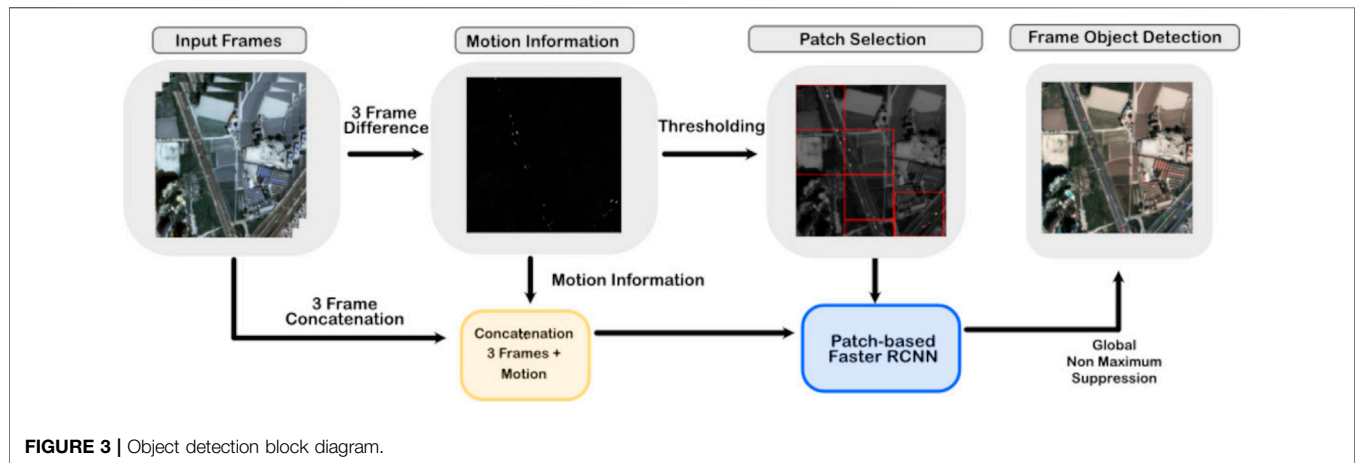 Input Frames
Motion Information
Patch Selection
Frame Object Detection
3 Frame
Difference
Thresholding
Motion Information
3 Frame
Concatenation
Concatenation
3 Frames +
Motion
Patch-based
Faster RCNN
Global
Non Maximum
Suppression
FIGURE 3 | Object detection block diagram.